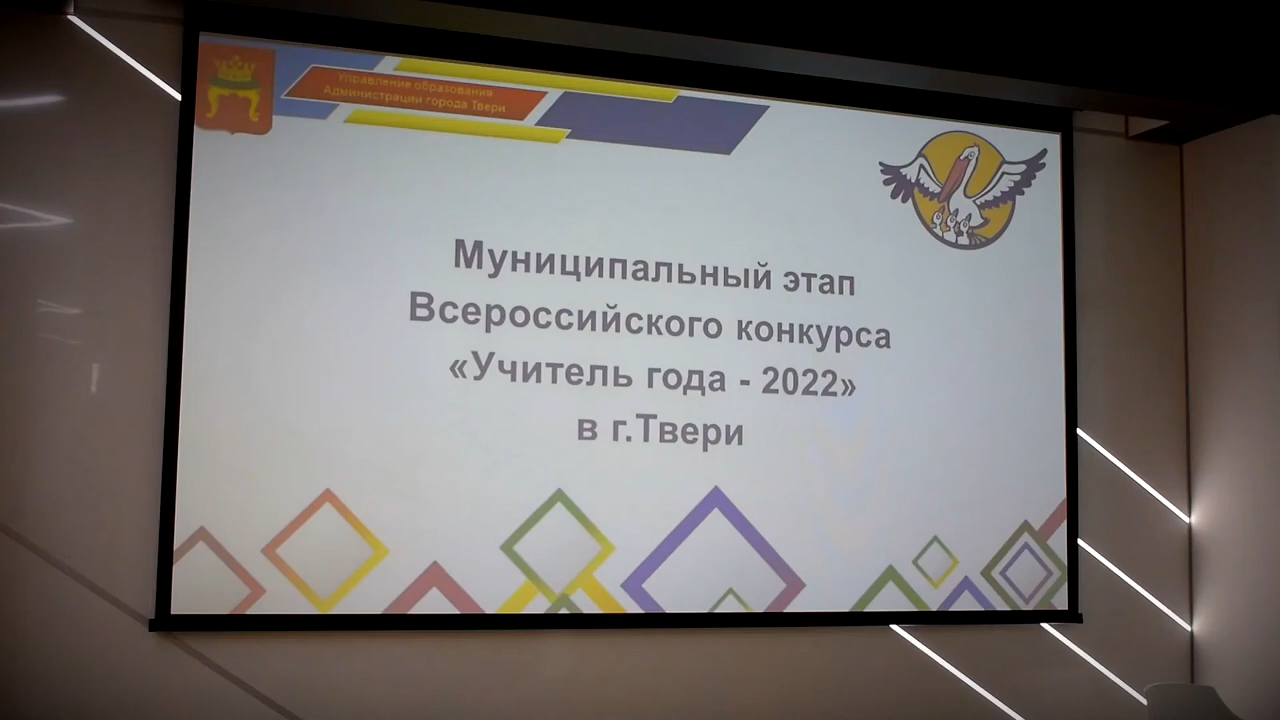 Управление образования
Администрации города Твери
Муниципальный этап
Всероссийского конкурса
«Учитель года - 2022»
в г.Твери